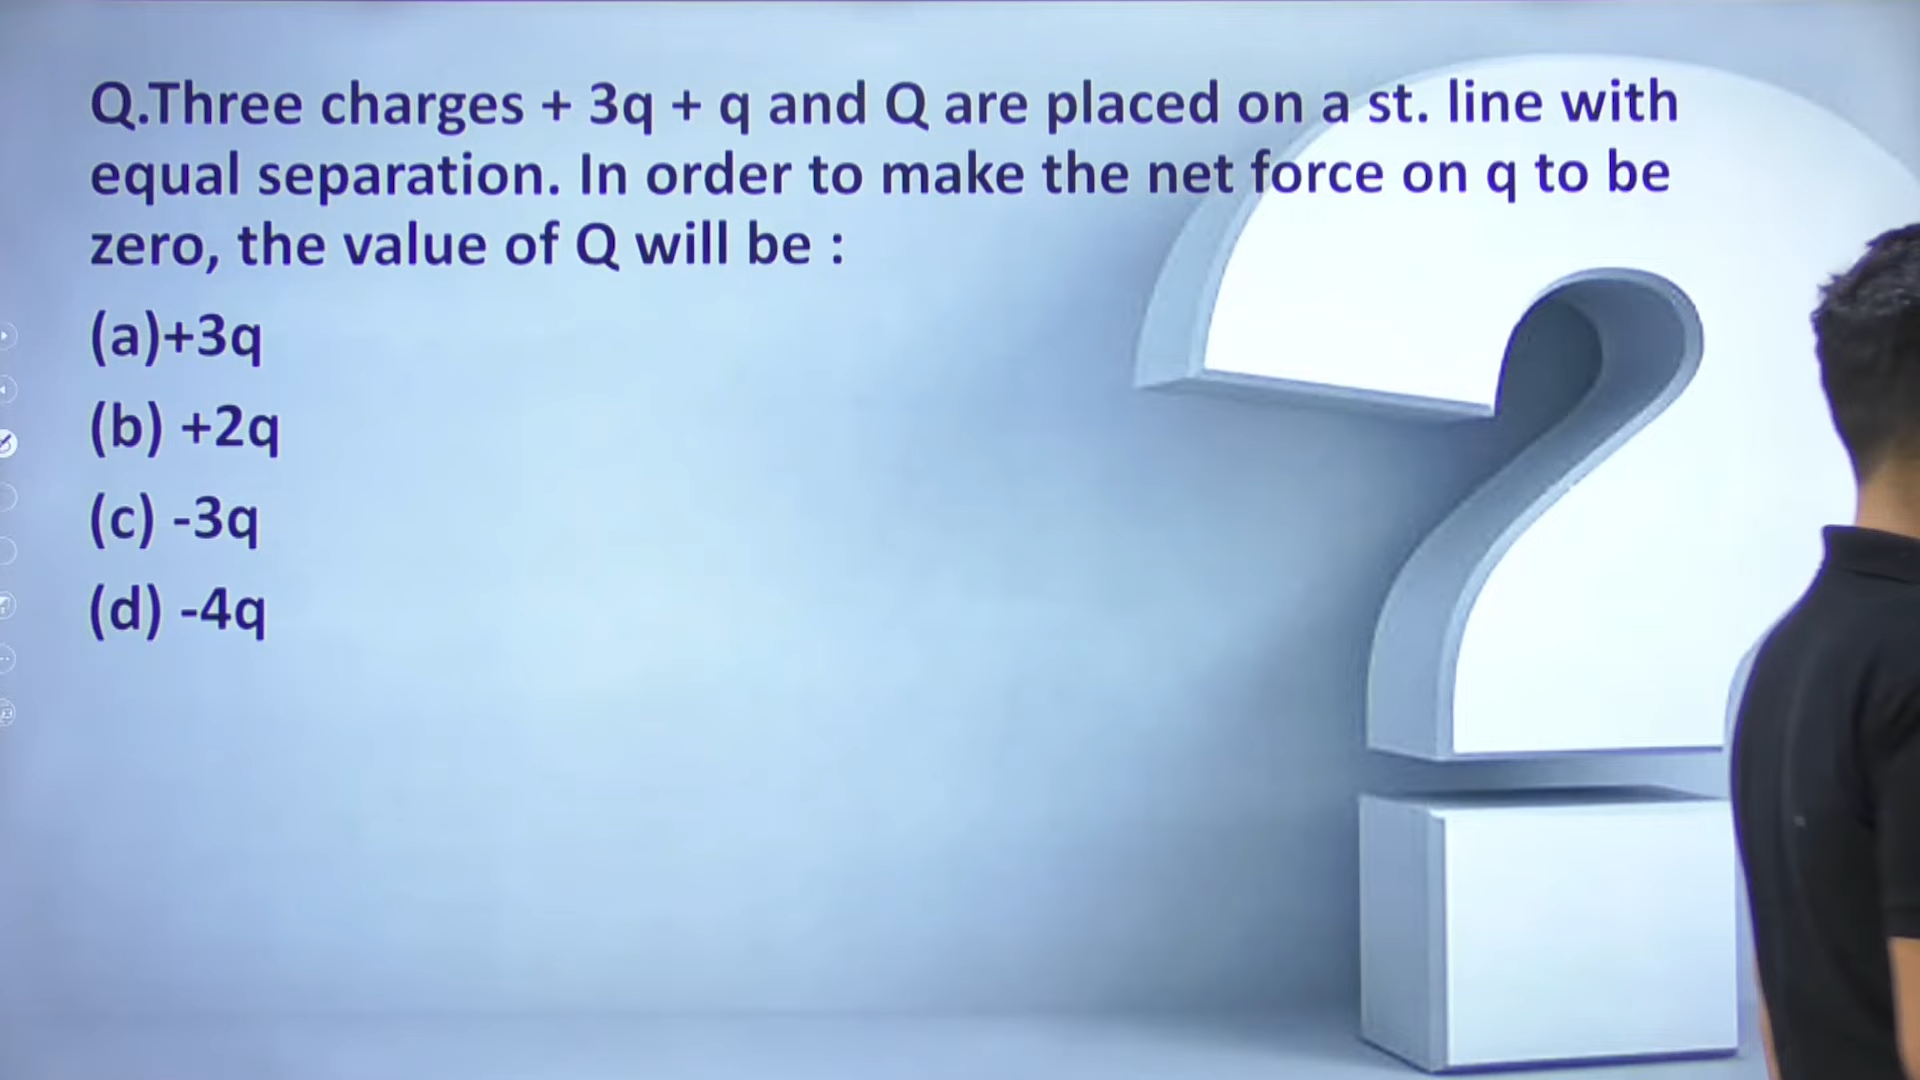 Q.Three charges + 3q + q and Q are placed on a st. line with
equal separation. In order to make the net force on q to be
zero, the value of Q will be :
(a)+3q
(b) +2q
(c) -3q
(d) -4q